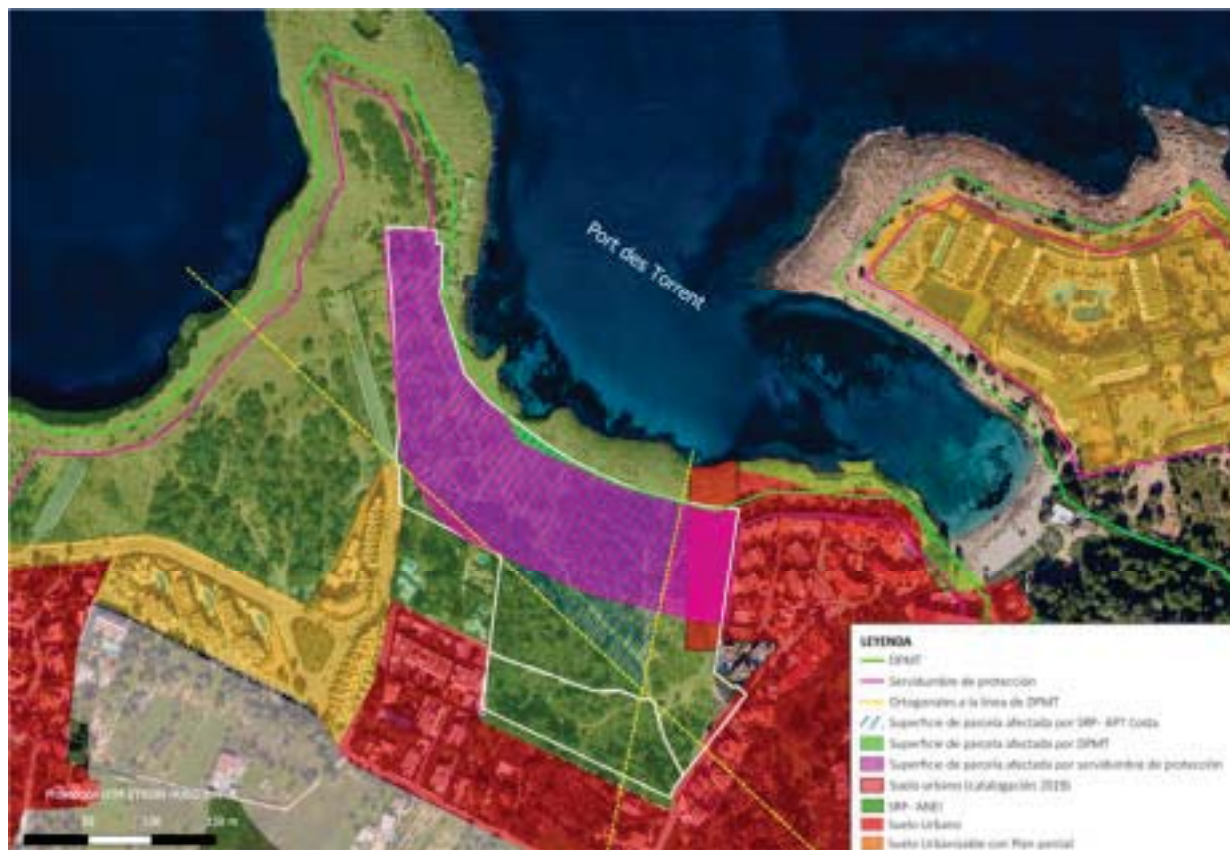 Port des Torrent
LEYENDA
DPMT
Servidumbre de protección
Ortogonales a la línea de DPMT
Superficie de parcela afectada por SRP- APT Costa
Superficie de parcela afectada por DPMT
Superficie de parcela afectada por servidumbre de protección
Suelo urbano (catalogación 2019)
SRP- ANEI
Suelo Urbano
Suelo Urbanizable con Plan parcial